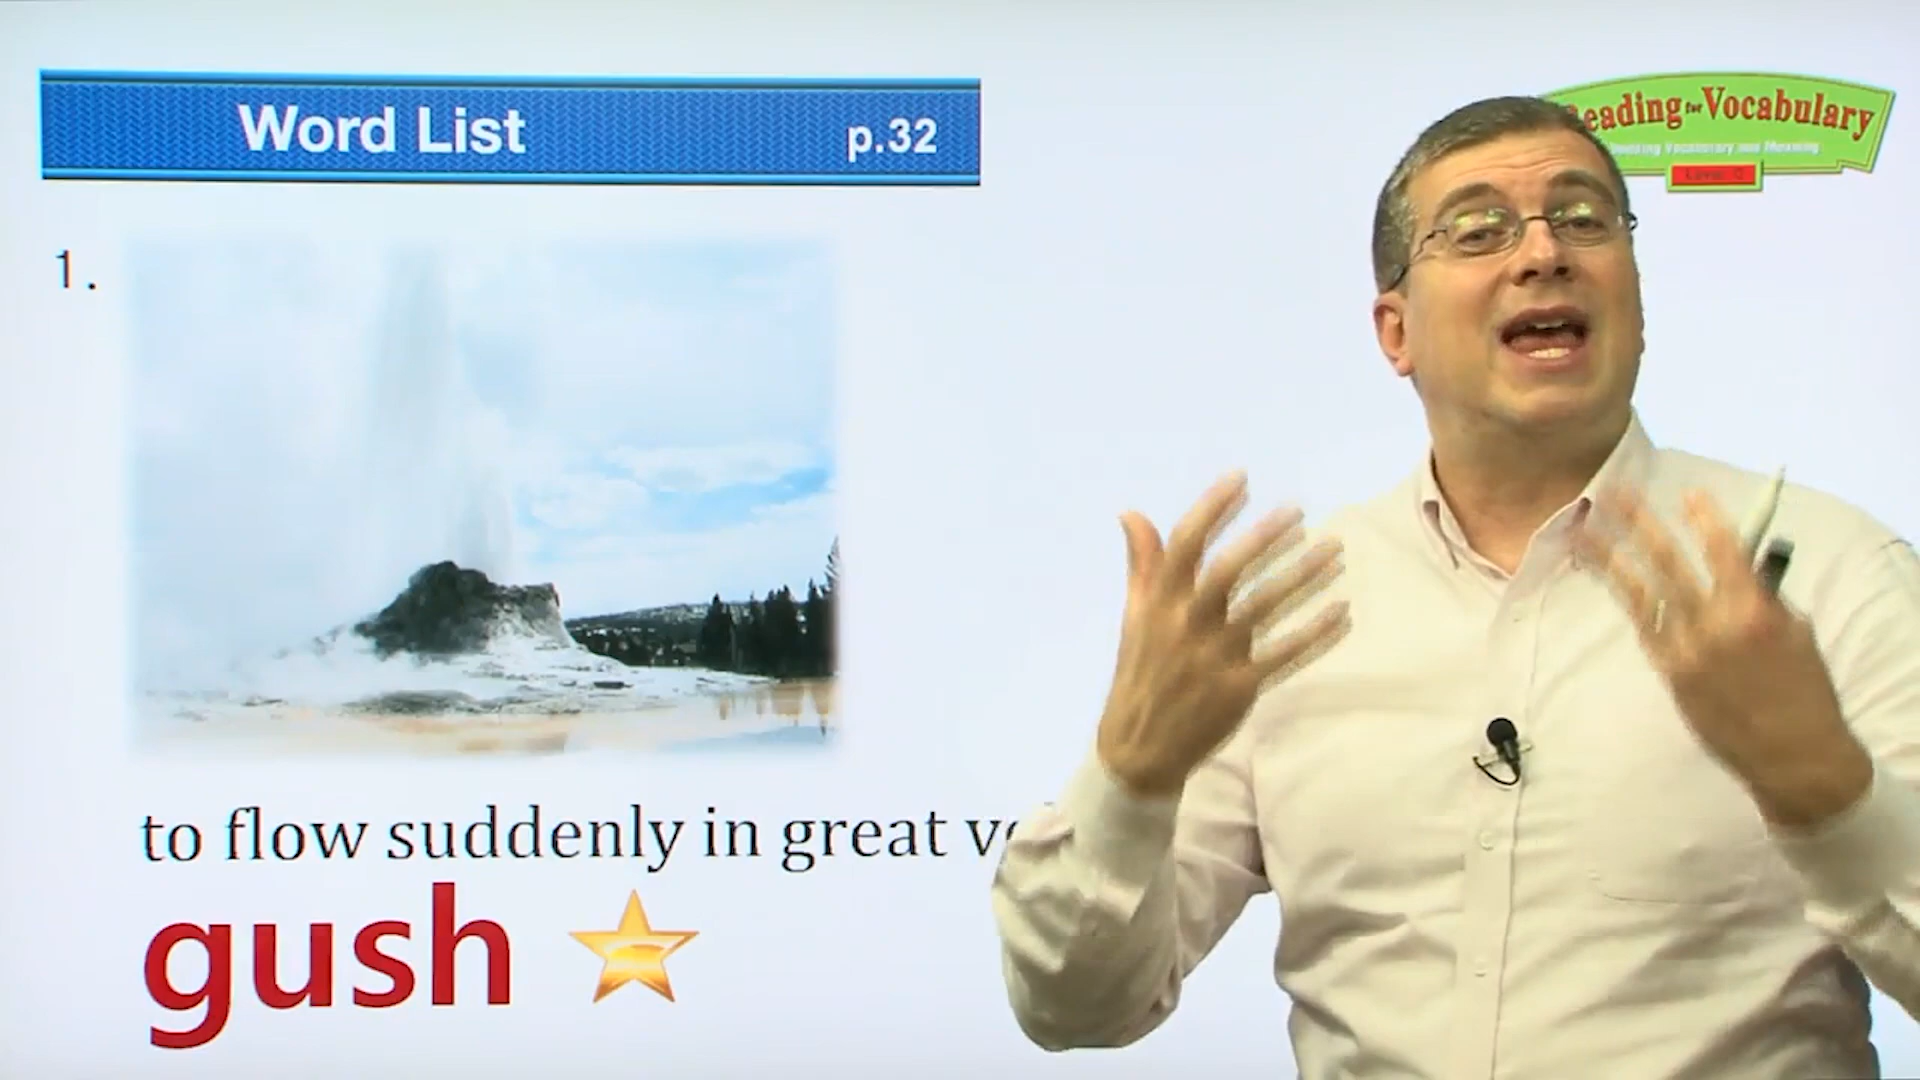 Word List p.32
Reading for Vocabulary
1.
to flow suddenly in great
gush